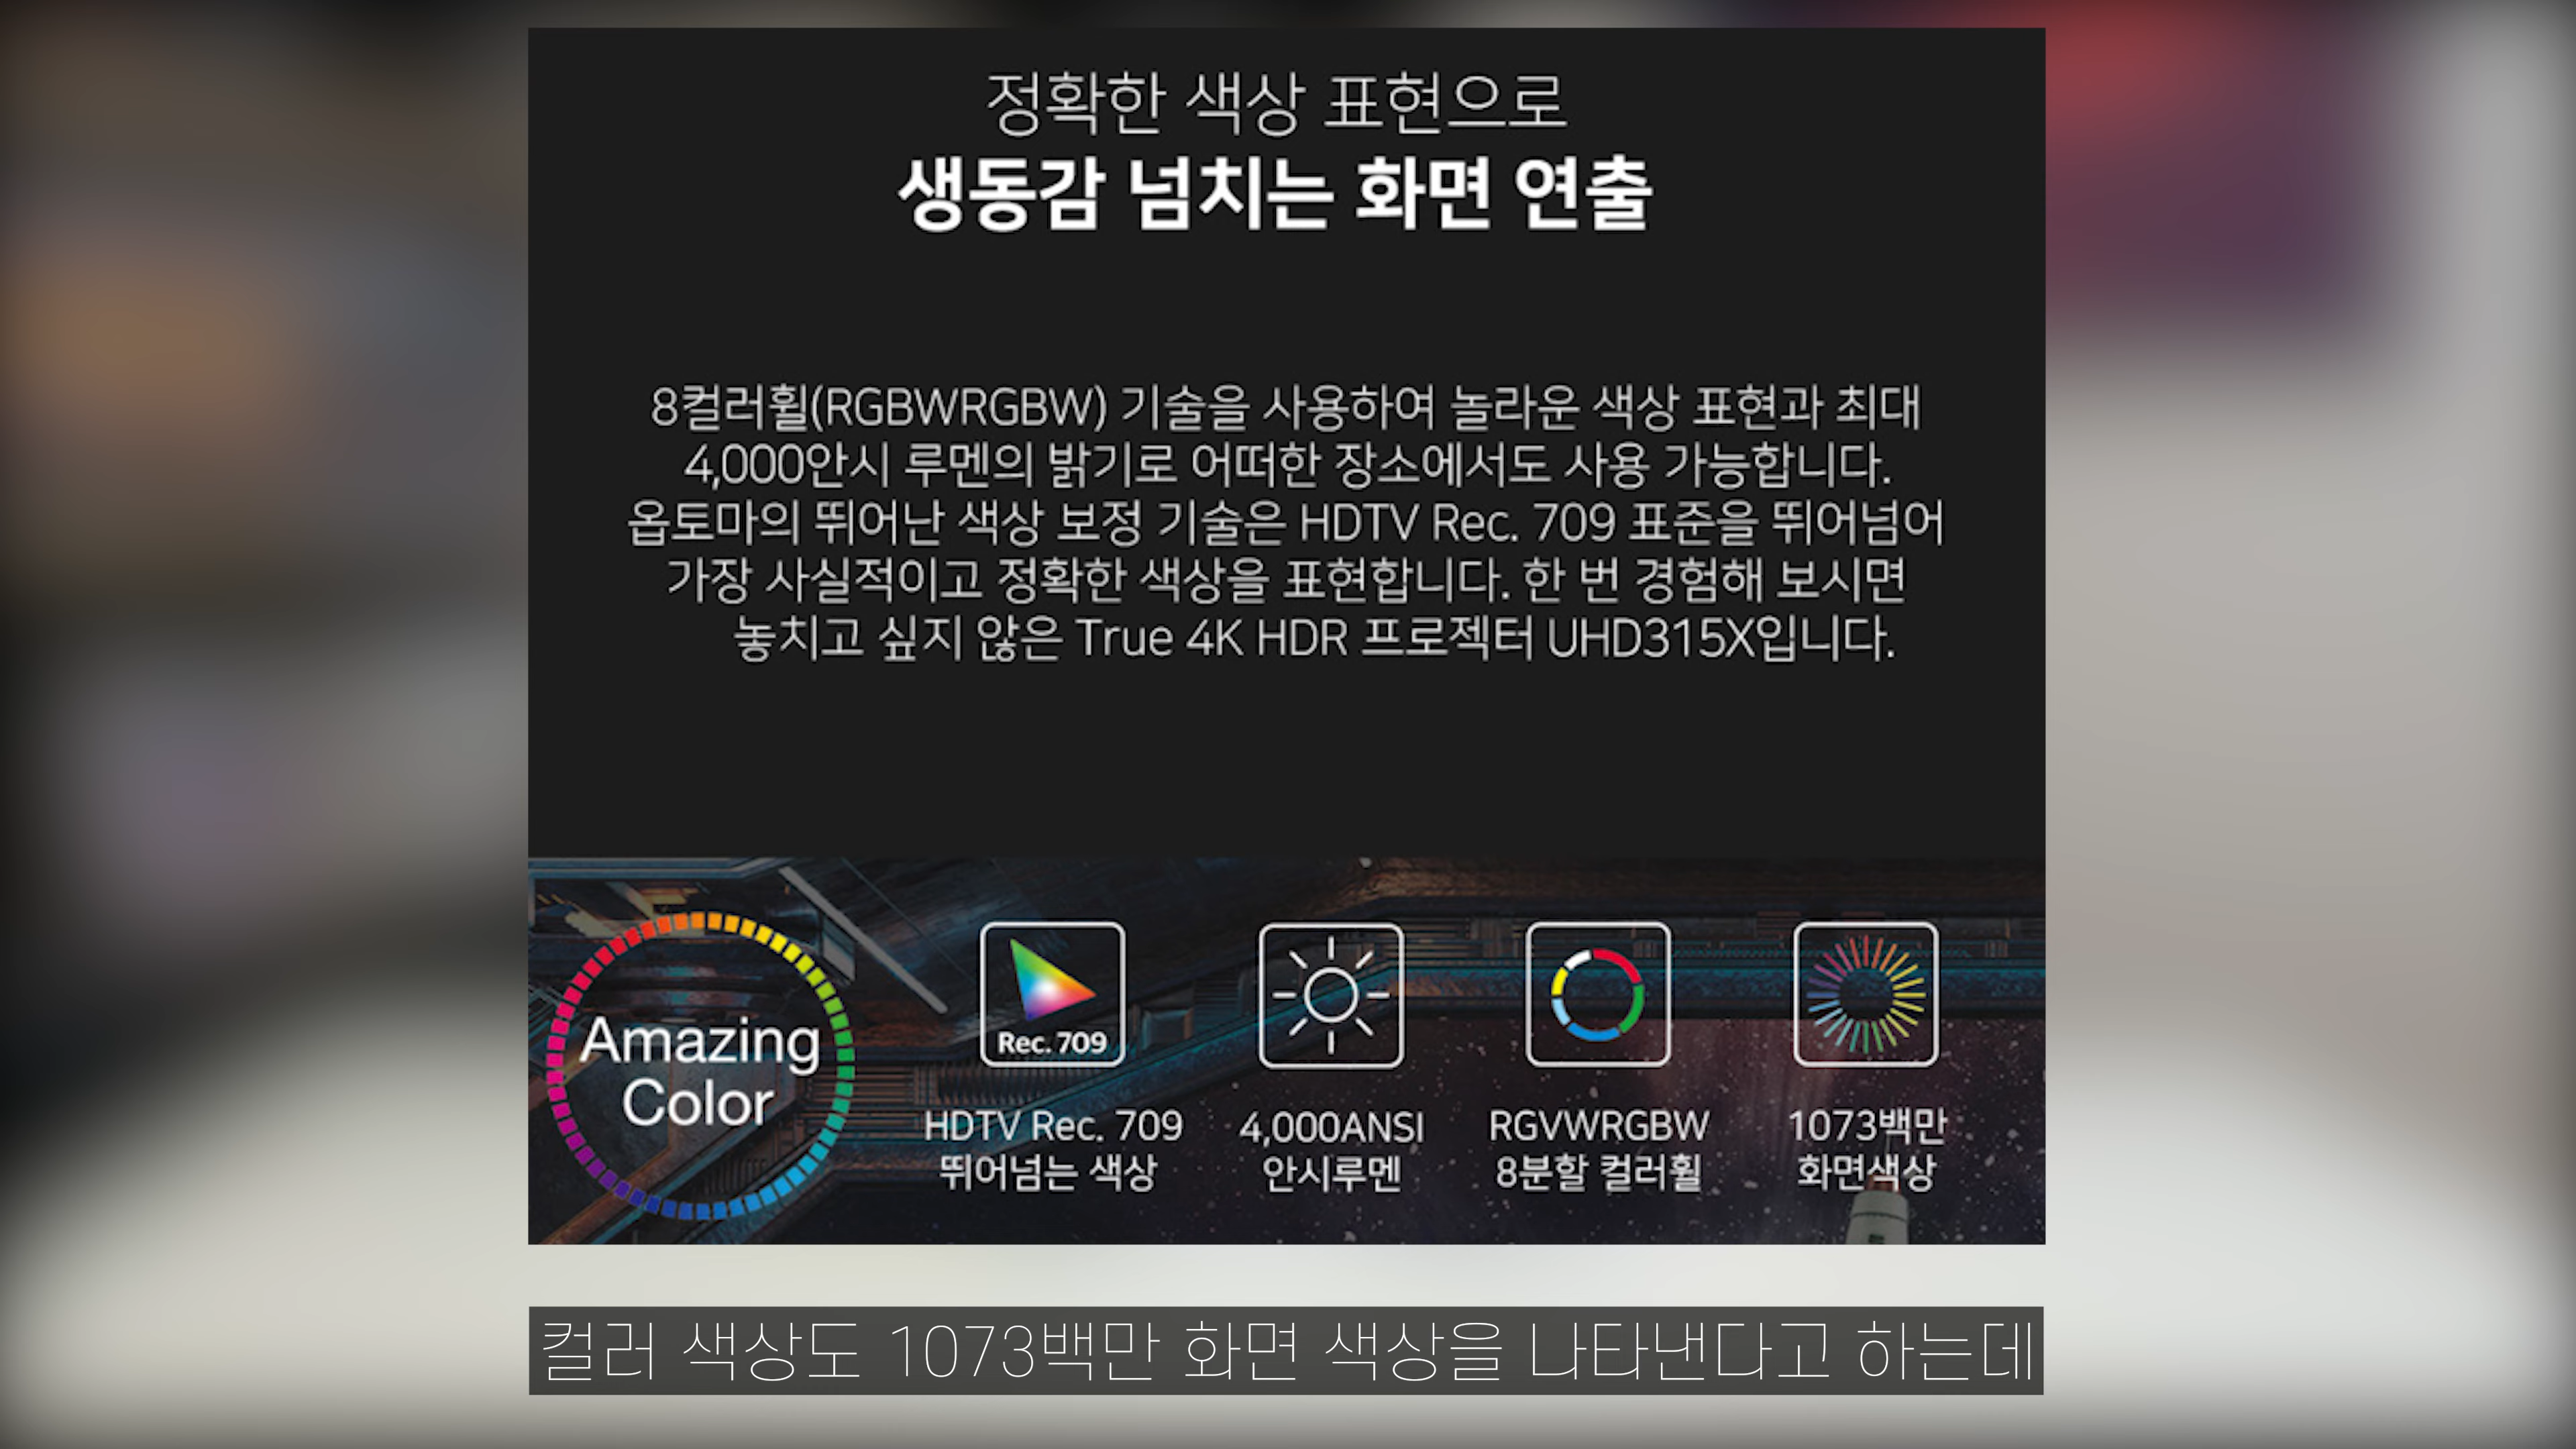 정확한 색상 표현으로
생동감 넘치는 화면 연출
8컬러휠(RGBWRGBW) 기술을 사용하여 놀라운 색상 표현과 최대
4,000안시 루멘의 밝기로 어떠한 장소에서도 사용 가능합니다.
옵토마의 뛰어난 색상 보정 기술은 HDTV Rec. 709 표준을 뛰어넘어
가장 사실적이고 정확한 색상을 표현합니다. 한 번 경험해 보시면
놓치고 싶지 않은 True 4K HDR 프로젝터 UHD315X입니다.
Amazing
Color
Rec. 709
HDTV Rec. 709
뛰어넘는 색상
4,000ANSI
안시루멘
RGVWRGBW
8분할 컬러휠
1073백만
화면색상
컬러 색상도 1073백만 화면 색상을 나타낸다고 하는데